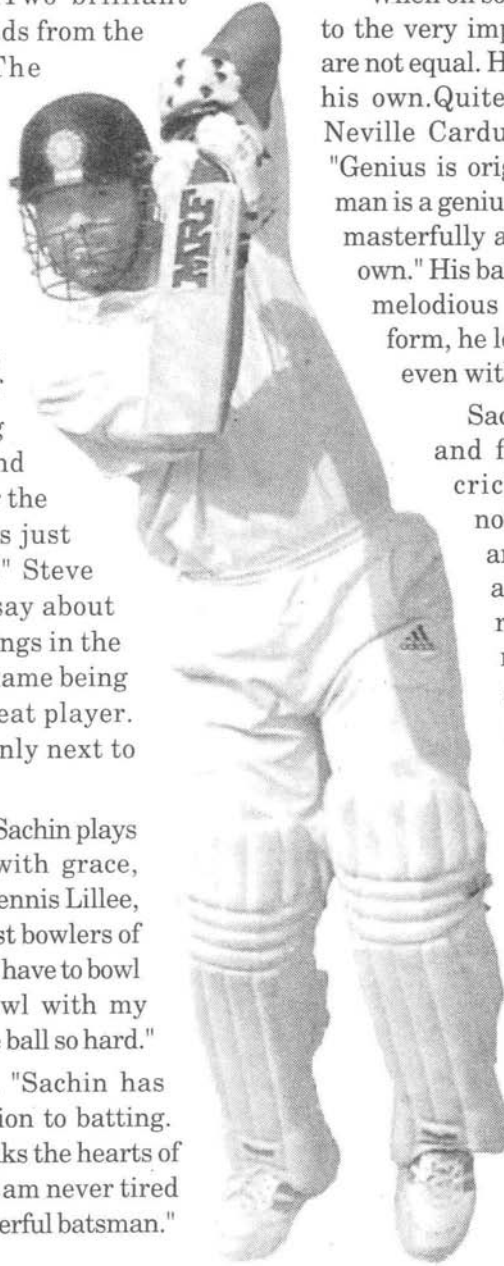 Two brilliant
ds from the
The
g
nd
r the
s just
" Steve
say about
ngs in the
ame being
eat player.
nly next to
Sachin plays
with grace,
ennis Lillee,
st bowlers of
have to bowl
wl with my
e ball so hard."
"Sachin has
ion to batting.
ks the hearts of
am never tired
erful batsman."
MRF
adidas
to the very imp
are not equal. H
his own.Quite
Neville Cardu
"Genius is orig
man is a geniu
masterfully a
own." His ba
melodious
form, he l
even wit
Sac
and f
cric
no
ar
a
r